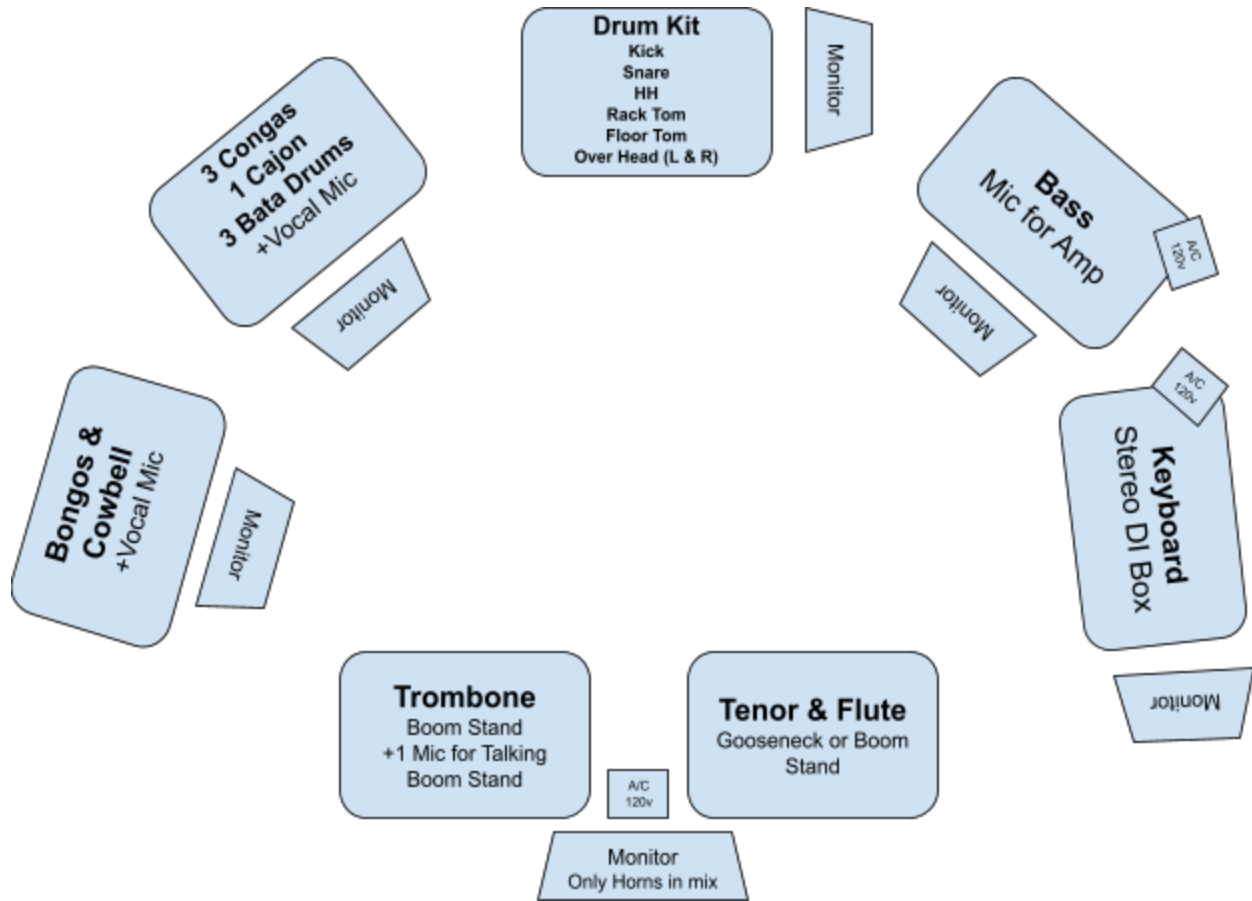 Drum Kit
Kick
Snare
HH
Rack Tom
Floor Tom
Over Head (L & R)
Monitor
3 Congas
1 Cajon
3 Bata Drums
+Vocal Mic
Monitor
Bass
Mic for Amp
A/C
120v
Monitor
Bongos &
Cowbell
+Vocal Mic
Monitor
A/C
120v
Keyboard
Stereo DI Box
Monitor
Trombone
Boom Stand
+1 Mic for Talking
Boom Stand
Tenor & Flute
Gooseneck or Boom
Stand
A/C
120v
Monitor
Only Horns in mix